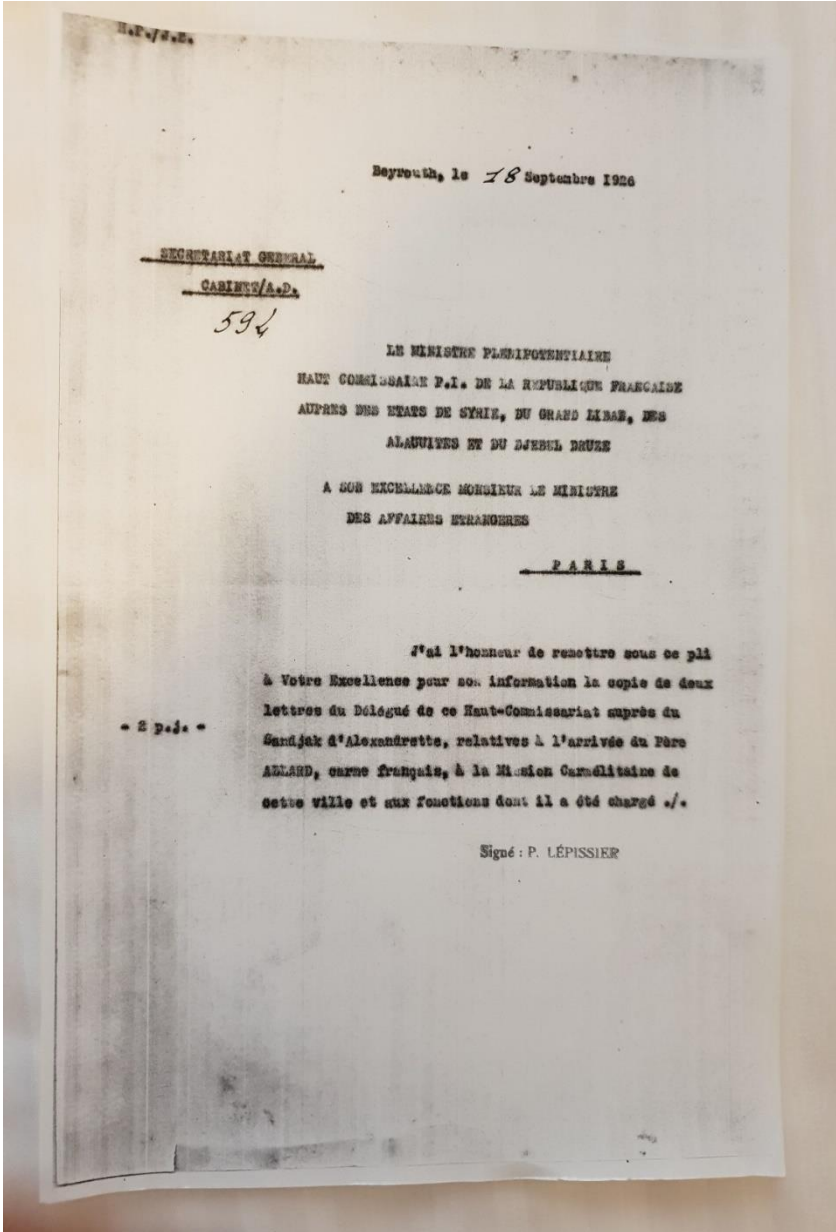 Beyrouth, le 18 Septembre 1926
SECRETARIAT GENERAL
CABINET/A.D.
594
LE MINISTRE PLENIPOTENTIAIRE
HAUT COMMISSAIRE P.I. DE LA REPUBLIQUE FRANCAISE
AUPRES DES ETATS DE SYRIE, DU GRAND LIBAN, DES
ALAOUITES ET DU DJEBEL DRUZE
A SON EXCELLENCE MONSIEUR LE MINISTRE
DES AFFAIRES ETRANGERES
PARIS
J'ai l'honneur de remettre sous ce pli
à Votre Excellence pour son information la copie de deux
lettres du Délégué de ce Haut-Commissariat auprès du
- 2 p.j. -
Sandjak d'Alexandrette, relatives à l'arrivée du Père
ALLARD, carme français, à la Mission Carmélitaine de
cette ville et aux fonctions dont il a été chargé ./.
Signé : P. LÉPISSIER